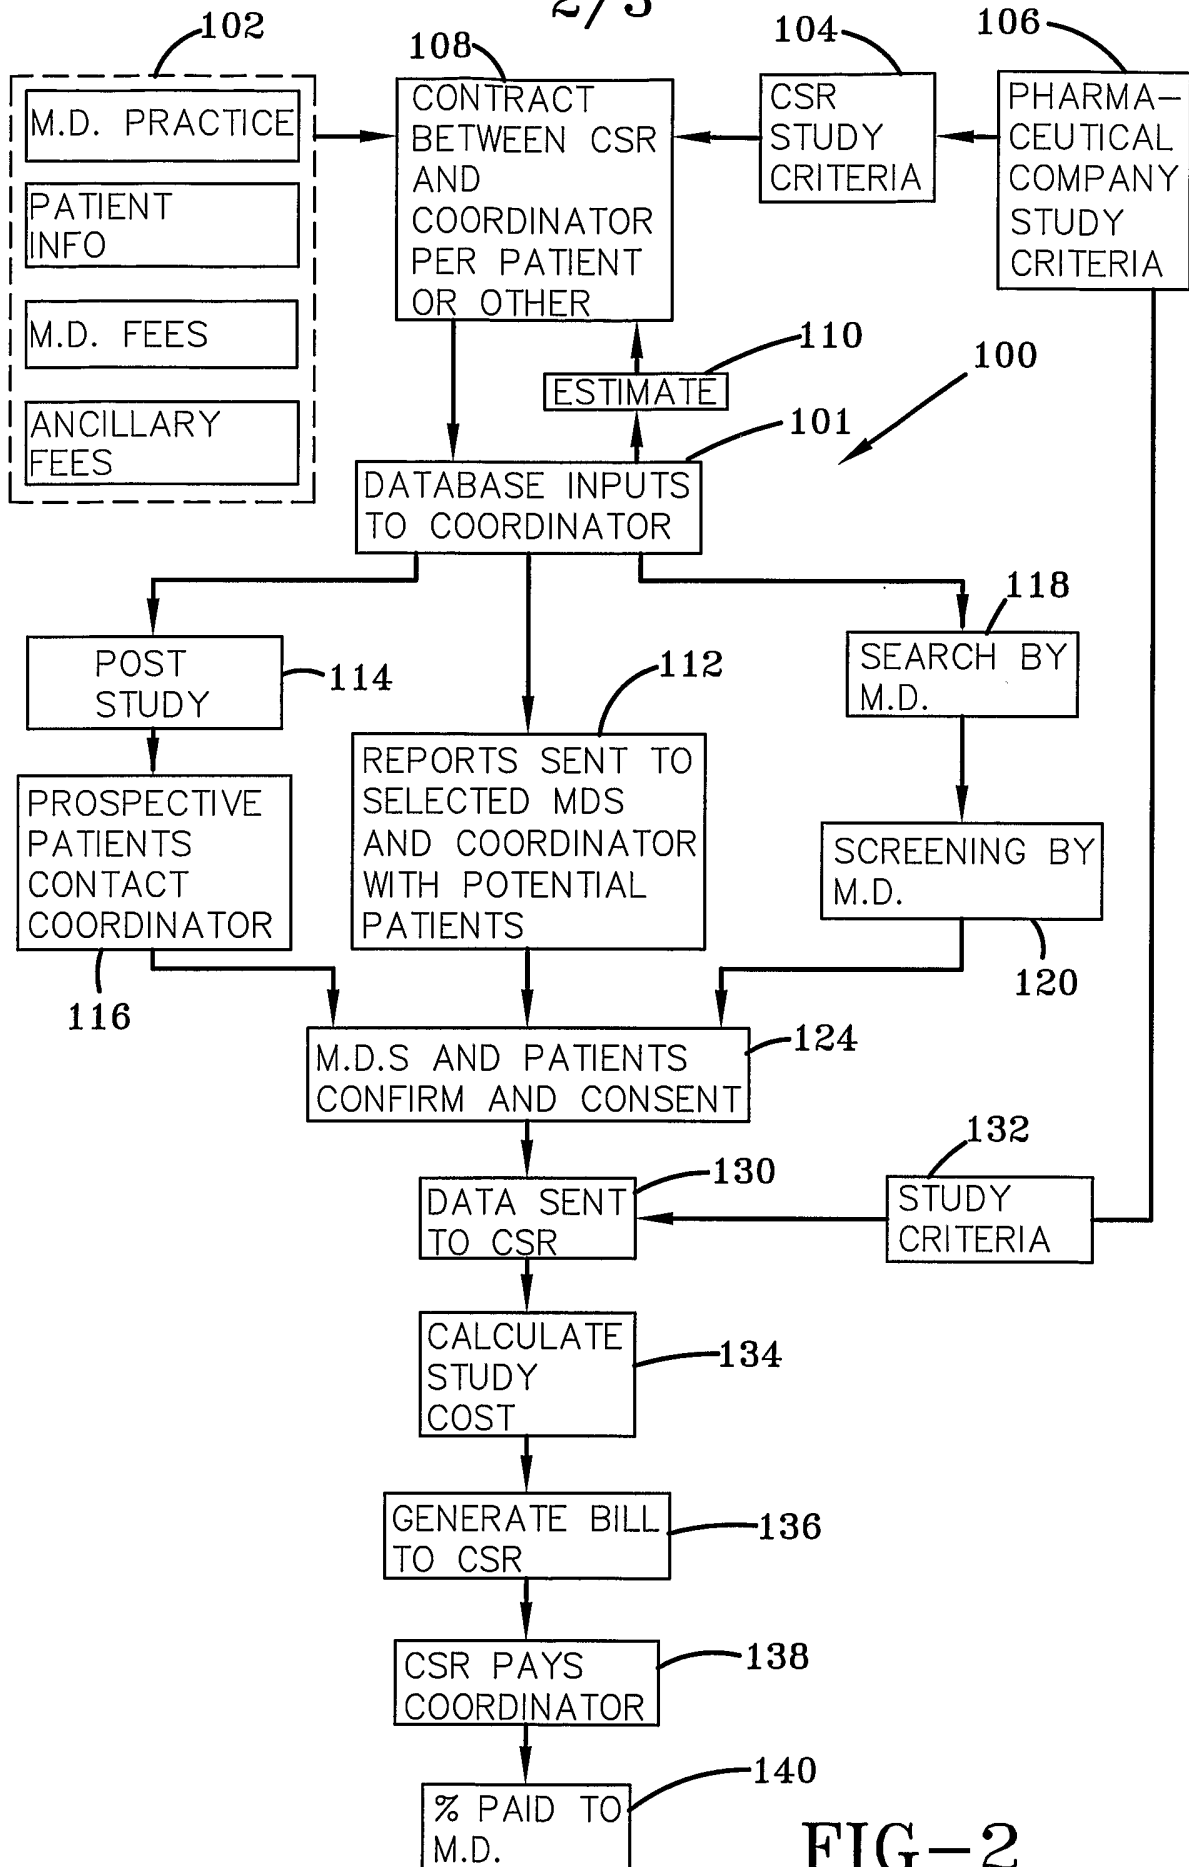 2/3
102
108
104
106
M.D. PRACTICE
PATIENT
INFO
M.D. FEES
ANCILLARY
FEES
CONTRACT
BETWEEN CSR
AND
COORDINATOR
PER PATIENT
OR OTHER
CSR
STUDY
CRITERIA
PHARMA-
CEUTICAL
COMPANY
STUDY
CRITERIA
110
100
ESTIMATE
101
DATABASE INPUTS
TO COORDINATOR
118
POST
STUDY
114
112
SEARCH BY
M.D.
PROSPECTIVE
PATIENTS
CONTACT
COORDINATOR
REPORTS SENT TO
SELECTED MDS
AND COORDINATOR
WITH POTENTIAL
PATIENTS
SCREENING BY
M.D.
116
120
M.D.S AND PATIENTS
CONFIRM AND CONSENT
124
132
130
DATA SENT
TO CSR
STUDY
CRITERIA
CALCULATE
STUDY
COST
134
GENERATE BILL
TO CSR
136
CSR PAYS
COORDINATOR
138
% PAID TO
M.D.
140
FIG-2